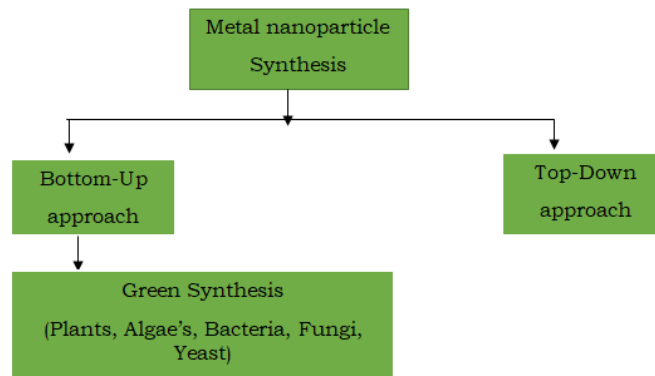 Metal nanoparticle
Synthesis
Bottom-Up
approach
Top-Down
approach
Green Synthesis
(Plants, Algae's, Bacteria, Fungi,
Yeast)